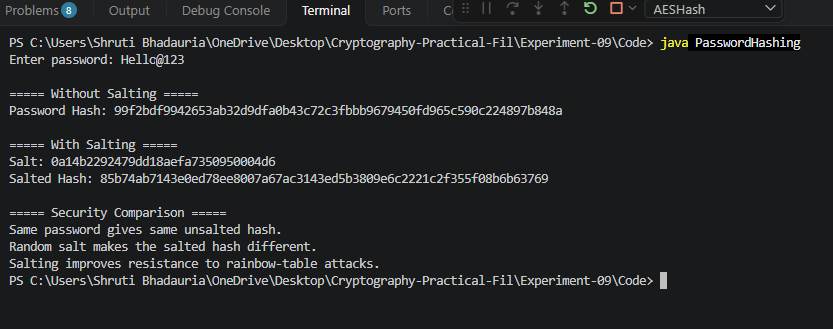 Problems 8 Output Debug Console Terminal Ports AESHash
PS C:\Users\Shruti Bhadauria\OneDrive\Desktop\Cryptography-Practical-Fil\Experiment-09\Code> java PasswordHashing
Enter password: Hello@123
===== Without Salting =====
Password Hash: 99f2bdf9942653ab32d9dfa0b43c72c3fbbb9679450fd965c590c224897b848a
===== With Salting =====
Salt: 0a14b2292479dd18aefa7350950004d6
Salted Hash: 85b74ab7143e0ed78ee8007a67ac3143ed5b3809e6c2221c2f355f08b6b63769
===== Security Comparison =====
Same password gives same unsalted hash.
Random salt makes the salted hash different.
Salting improves resistance to rainbow-table attacks.
PS C:\Users\Shruti Bhadauria\OneDrive\Desktop\Cryptography-Practical-Fil\Experiment-09\Code>